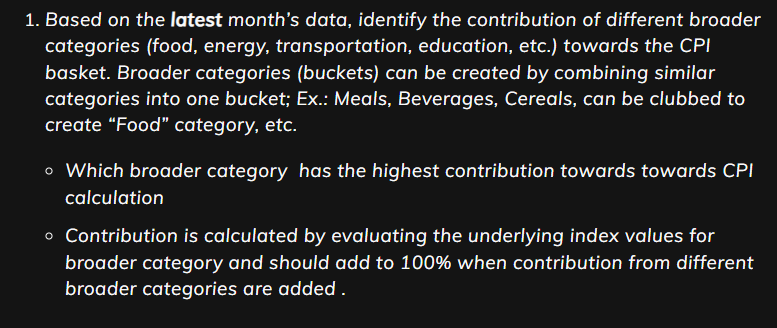 1. Based on the latest month's data, identify the contribution of different broader
categories (food, energy, transportation, education, etc.) towards the CPI
basket. Broader categories (buckets) can be created by combining similar
categories into one bucket; Ex.: Meals, Beverages, Cereals, can be clubbed to
create “Food” category, etc.
○ Which broader category has the highest contribution towards towards CPI
calculation
○ Contribution is calculated by evaluating the underlying index values for
broader category and should add to 100% when contribution from different
broader categories are added .